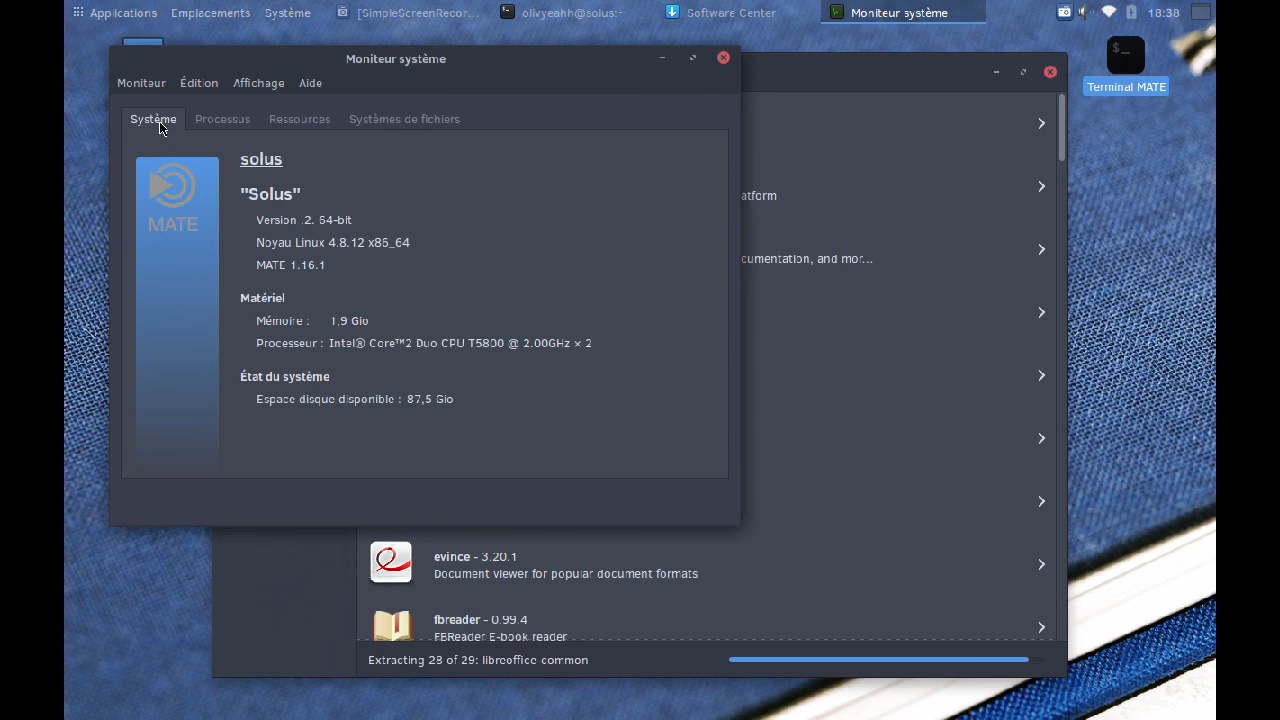 Applications Emplacements Système [SimpleScreenRecor... olivyeahh@solus:~ Software Center Moniteur système 18:38
Terminal MATE
Moniteur système
Moniteur Édition Affichage Aide
Système Processus Ressources Systèmes de fichiers
MATE
solus
"Solus"
Version .2. 64-bit
Noyau Linux 4.8.12 x86_64
MATE 1.16.1
Matériel
Mémoire : 1,9 Gio
Processeur : Intel® Core™2 Duo CPU T5800 @ 2.00GHz × 2
État du système
Espace disque disponible : 87,5 Gio
atform
cumentation, and mor...
evince - 3.20.1
Document viewer for popular document formats
fbreader - 0.99.4
FBReader E-book reader
Extracting 28 of 29: libreoffice-common